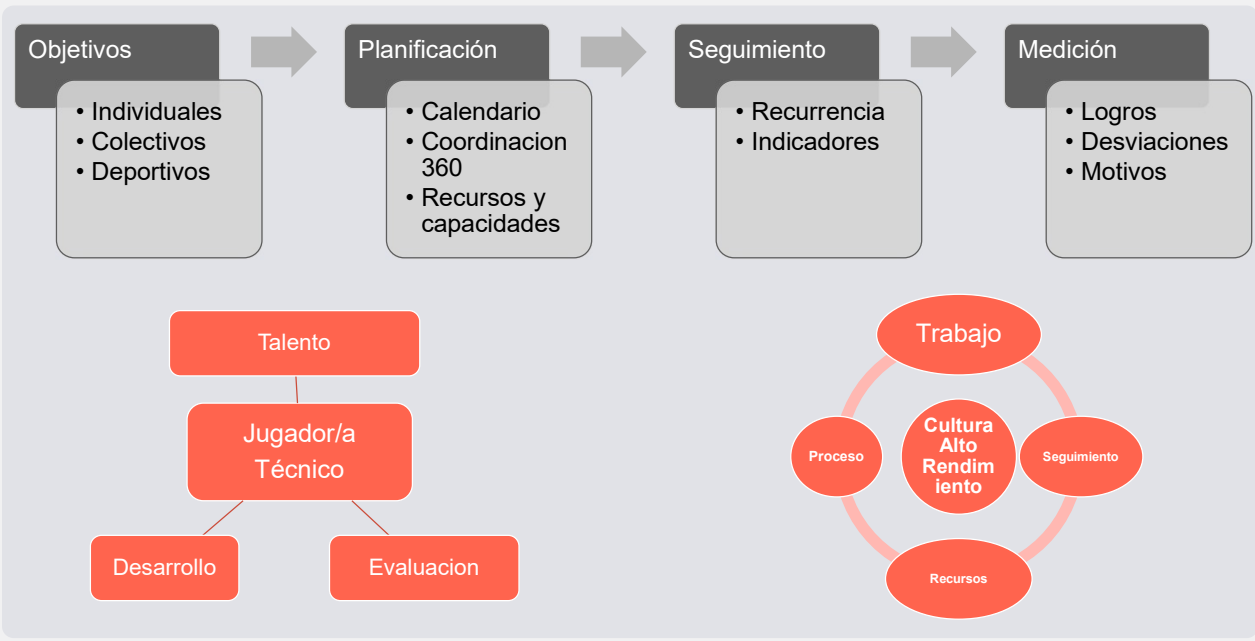 Objetivos
• Individuales
• Colectivos
• Deportivos
Planificación
• Calendario
• Coordinacion
360
• Recursos y
capacidades
Seguimiento
• Recurrencia
• Indicadores
Medición
• Logros
• Desviaciones
• Motivos
Talento
Jugador/a
Técnico
Desarrollo
Evaluacion
Trabajo
Cultura
Alto
Rendim
iento
Proceso
Seguimiento
Recursos